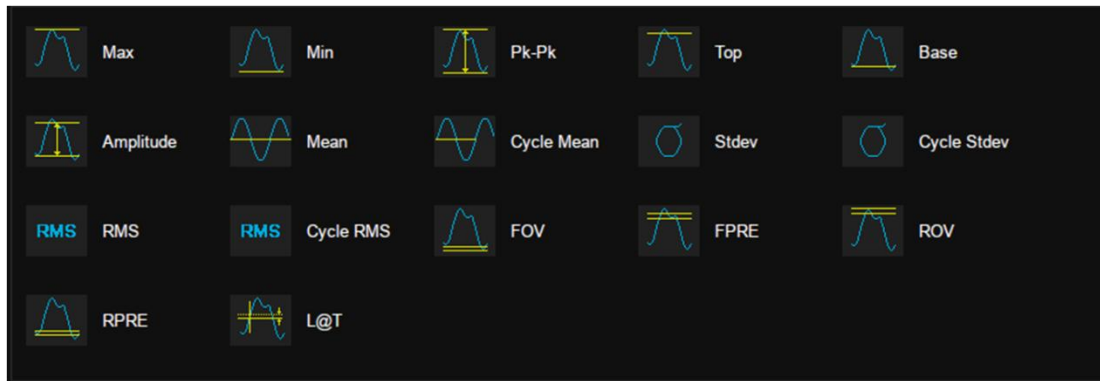 Max Min Pk-Pk Top Base
Amplitude Mean Cycle Mean Stdev Cycle Stdev
RMS RMS RMS Cycle RMS FOV FPRE ROV
RPRE L@T